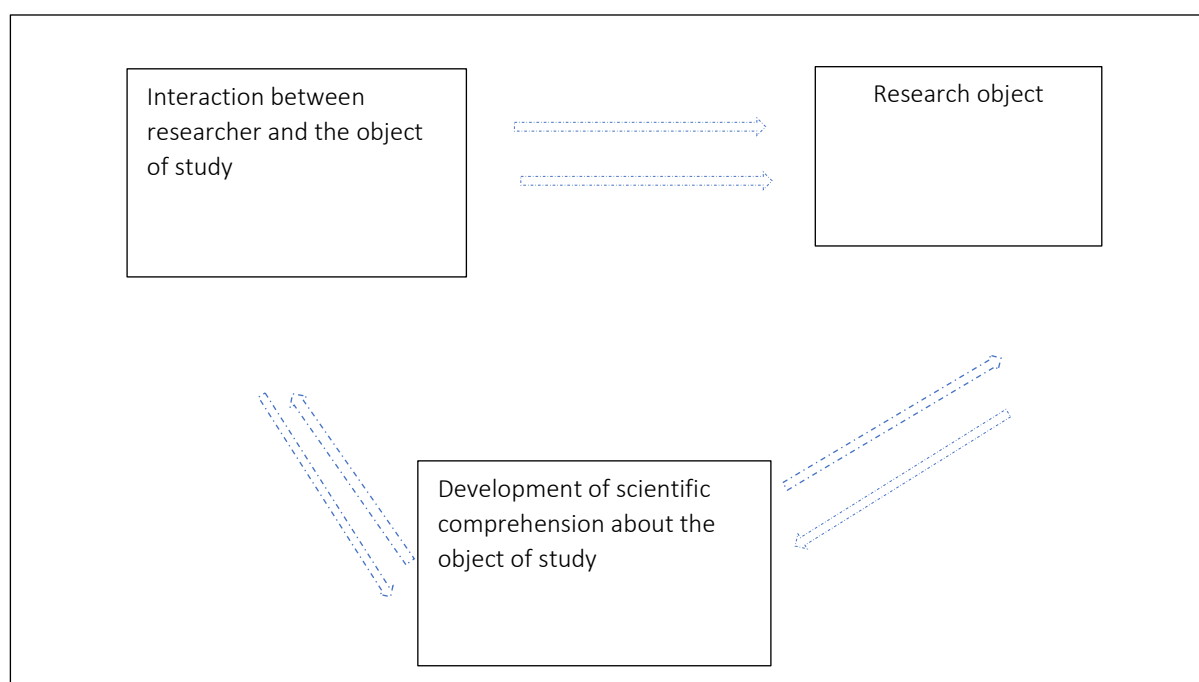 Interaction between
researcher and the object
of study
Research object
Development of scientific
comprehension about the
object of study